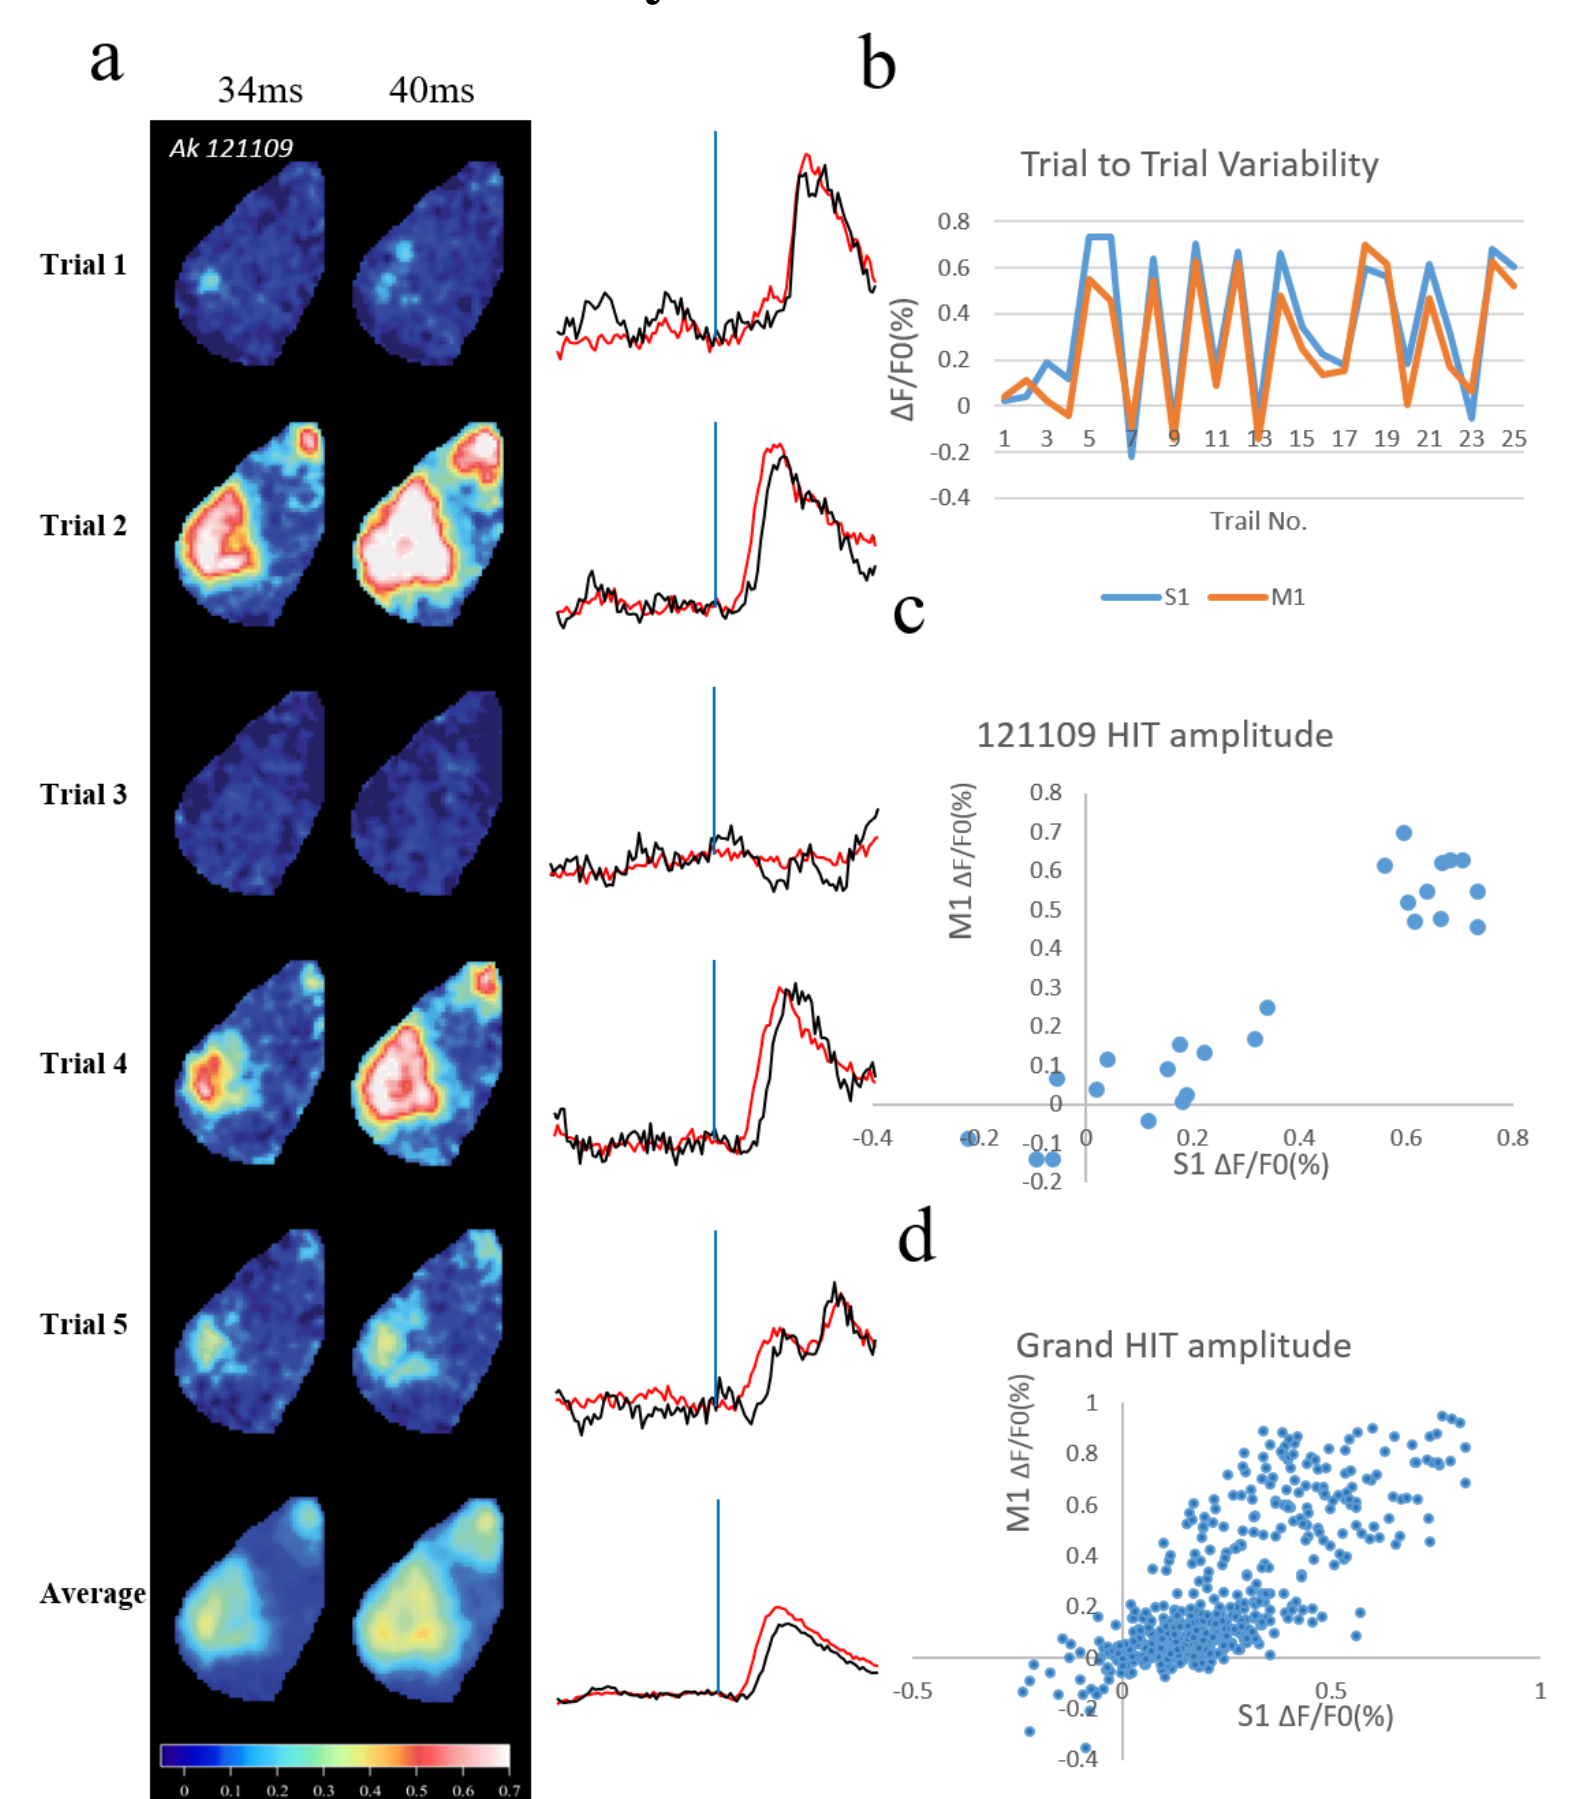 a
34ms 40ms
Ak 121109
Trial 1
Trial 2
Trial 3
Trial 4
Trial 5
Average
0 0.1 0.2 0.3 0.4 0.5 0.6 0.7
b
Trial to Trial Variability
ΔF/F0(%)
0.8
0.6
0.4
0.2
0
-0.2
-0.4
1 3 5 7 9 11 13 15 17 19 21 23 25
Trail No.
S1 M1
c
121109 HIT amplitude
M1 ΔF/F0(%)
0.8
0.7
0.6
0.5
0.4
0.3
0.2
0.1
0
-0.1
-0.2
-0.4 -0.2 0 0.2 0.4 0.6 0.8
S1 ΔF/F0(%)
d
Grand HIT amplitude
M1 ΔF/F0(%)
1
0.8
0.6
0.4
0.2
0
-0.2
-0.4
-0.5 0 0.5 1
S1 ΔF/F0(%)